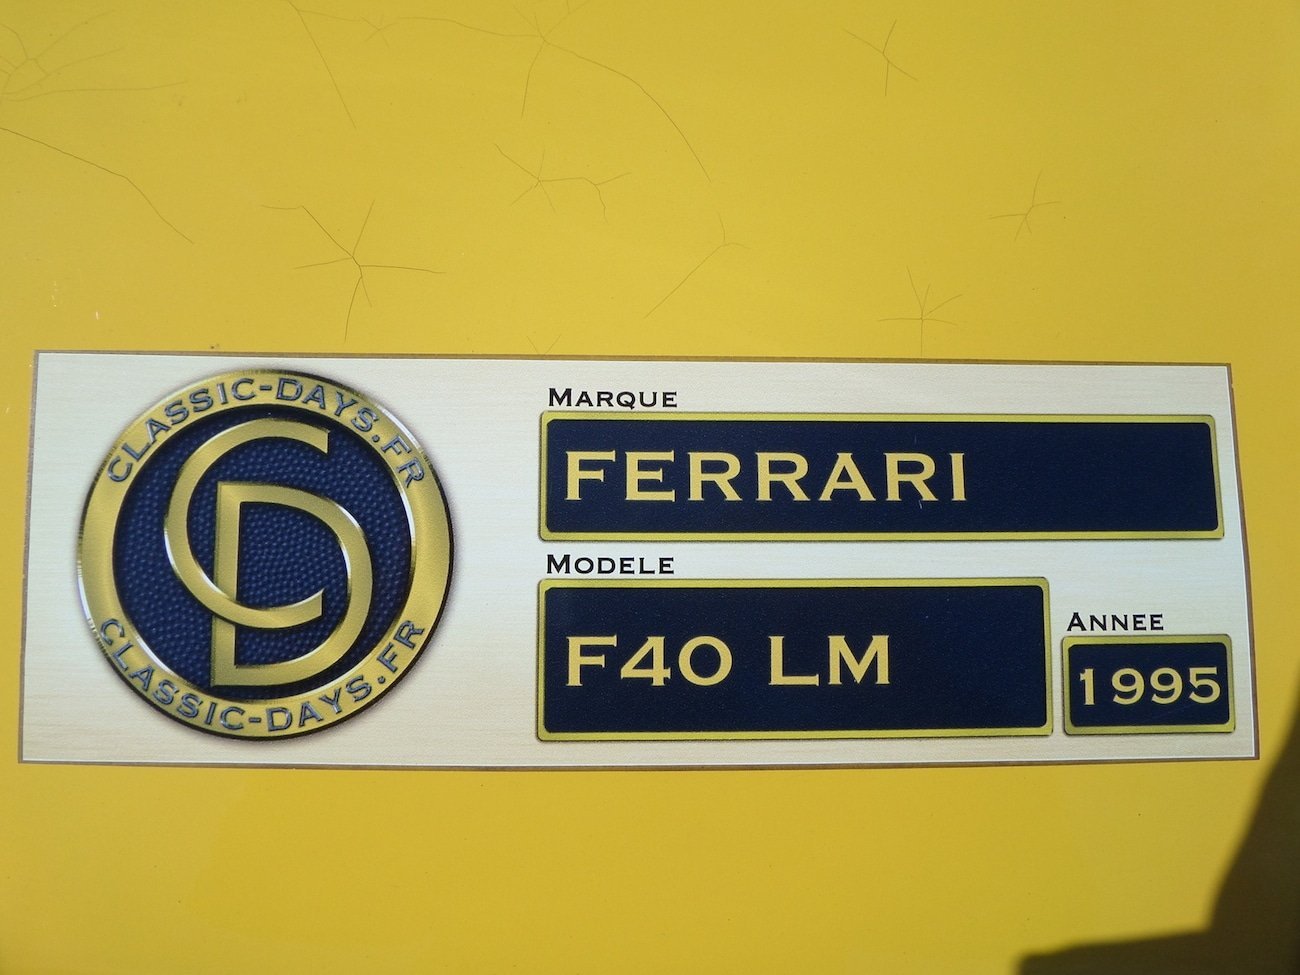 CLASSIC-DAYS.FR
CD
CLASSIC-DAYS.FR
MARQUE
FERRARI
MODELE
F40 LM
ANNEE
1995